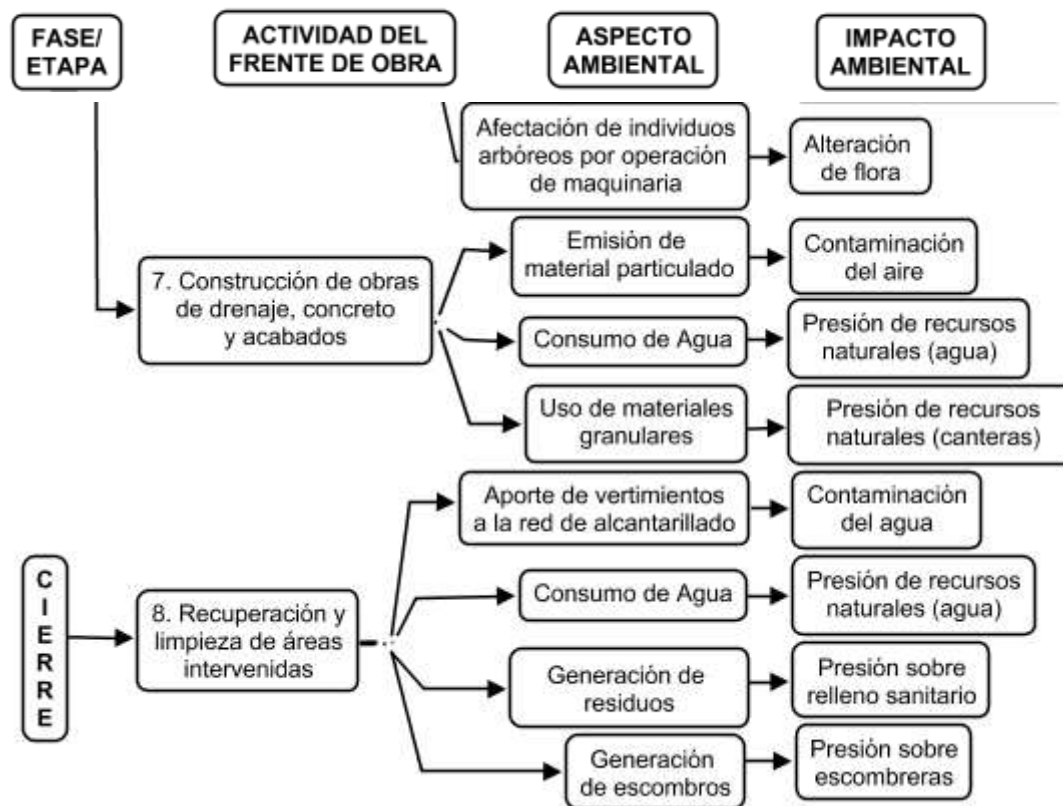 FASE/
ETAPA
ACTIVIDAD DEL
FRENTE DE OBRA
ASPECTO
AMBIENTAL
IMPACTO
AMBIENTAL
Afectación de individuos
arbóreos por operación
de maquinaria
Alteración
de flora
7. Construcción de obras
de drenaje, concreto
y acabados
Emisión de
material particulado
Contaminación
del aire
Consumo de Agua
Presión de recursos
naturales (agua)
Uso de materiales
granulares
Presión de recursos
naturales (canteras)
CIERRE
8. Recuperación y
limpieza de áreas
intervenidas
Aporte de vertimientos
a la red de alcantarillado
Contaminación
del agua
Consumo de Agua
Presión de recursos
naturales (agua)
Generación de
residuos
Presión sobre
relleno sanitario
Generación
de escombros
Presión sobre
escombreras